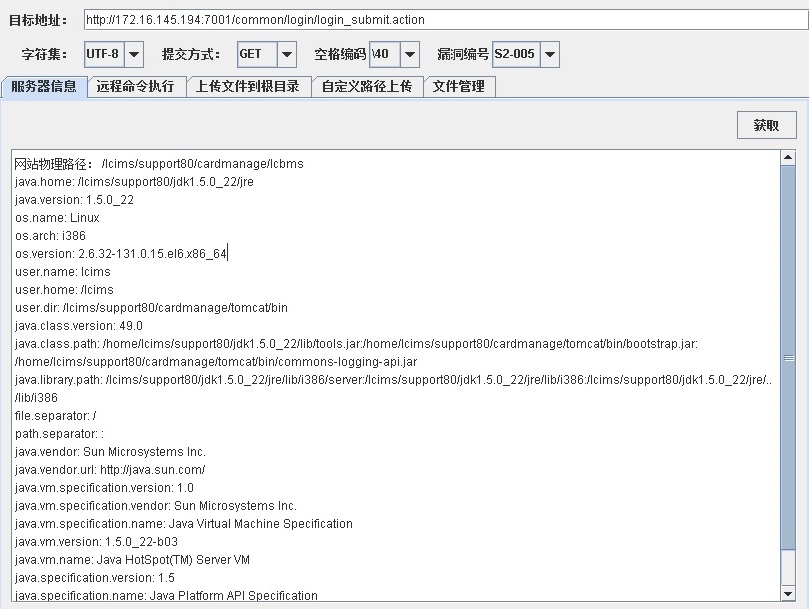 目标地址： http://172.16.145.194:7001/common/login/login_submit.action
字符集： UTF-8 提交方式： GET 空格编码 \40 漏洞编号 S2-005
服务器信息 远程命令执行 上传文件到根目录 自定义路径上传 文件管理
获取
网站物理路径： /lcims/support80/cardmanage/lcbms
java.home: /lcims/support80/jdk1.5.0_22/jre
java.version: 1.5.0_22
os.name: Linux
os.arch: i386
os.version: 2.6.32-131.0.15.el6.x86_64
user.name: lcims
user.home: /lcims
user.dir: /lcims/support80/cardmanage/tomcat/bin
java.class.version: 49.0
java.class.path: /home/lcims/support80/jdk1.5.0_22/lib/tools.jar:/home/lcims/support80/cardmanage/tomcat/bin/bootstrap.jar:
/home/lcims/support80/cardmanage/tomcat/bin/commons-logging-api.jar
java.library.path: /lcims/support80/jdk1.5.0_22/jre/lib/i386/server:/lcims/support80/jdk1.5.0_22/jre/lib/i386:/lcims/support80/jdk1.5.0_22/jre/..
/lib/i386
file.separator: /
path.separator: :
java.vendor: Sun Microsystems Inc.
java.vendor.url: http://java.sun.com/
java.vm.specification.version: 1.0
java.vm.specification.vendor: Sun Microsystems Inc.
java.vm.specification.name: Java Virtual Machine Specification
java.vm.version: 1.5.0_22-b03
java.vm.name: Java HotSpot(TM) Server VM
java.specification.version: 1.5
java.specification.name: Java Platform API Specification